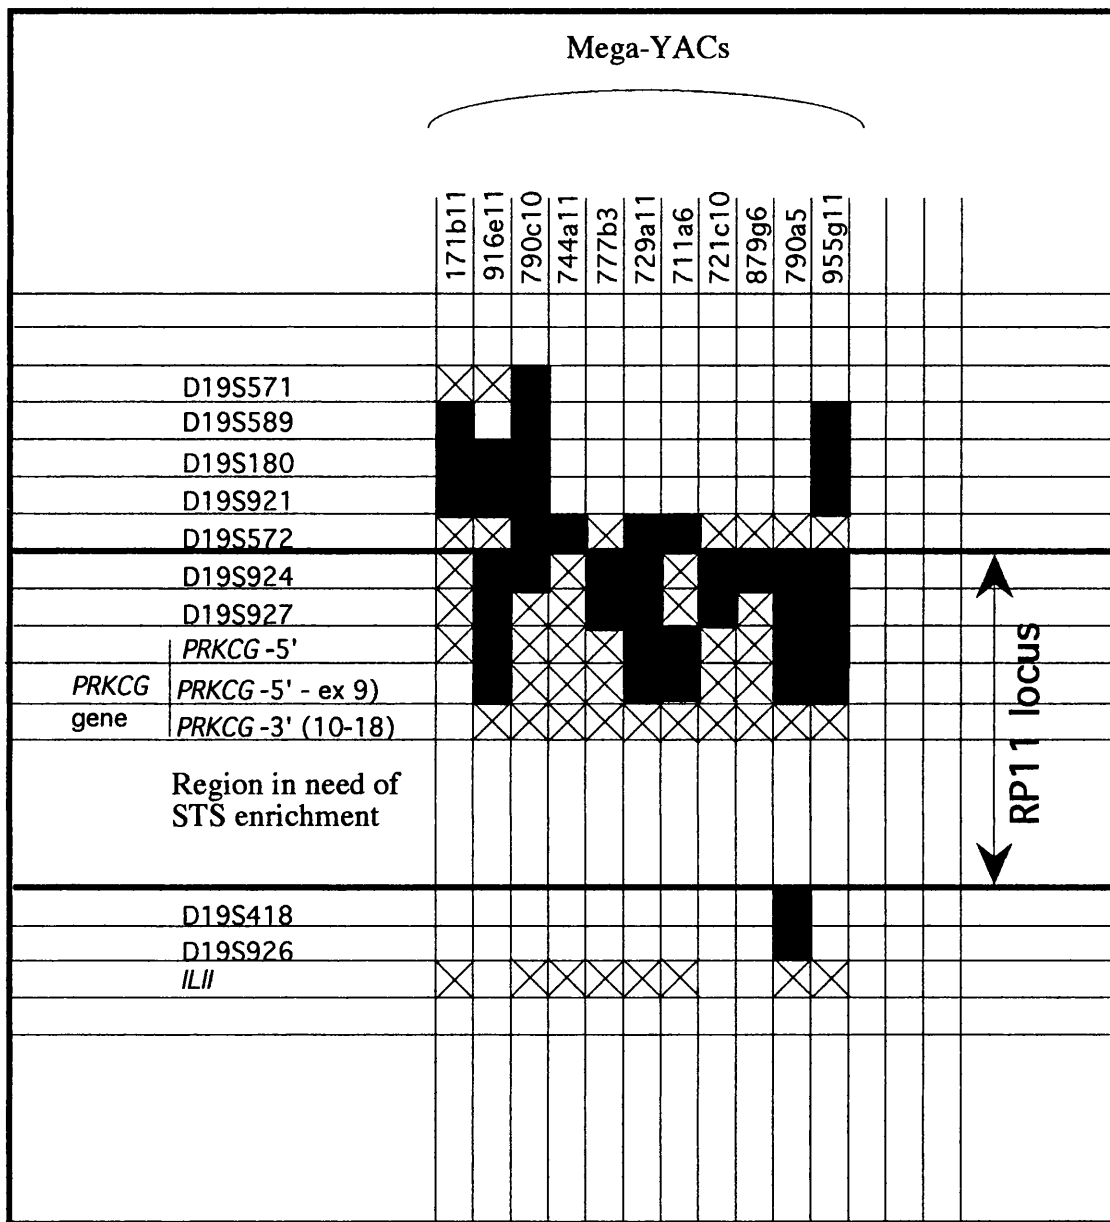 Mega-YACs
171b11
916e11
790c10
744a11
777b3
729a11
711a6
721c10
879g6
790a5
955g11
D19S571
D19S589
D19S180
D19S921
D19S572
D19S924
D19S927
PRKCG -5'
PRKCG gene
PRKCG -5' - ex 9)
PRKCG -3' (10-18)
Region in need of
STS enrichment
RP11 locus
D19S418
D19S926
ILII